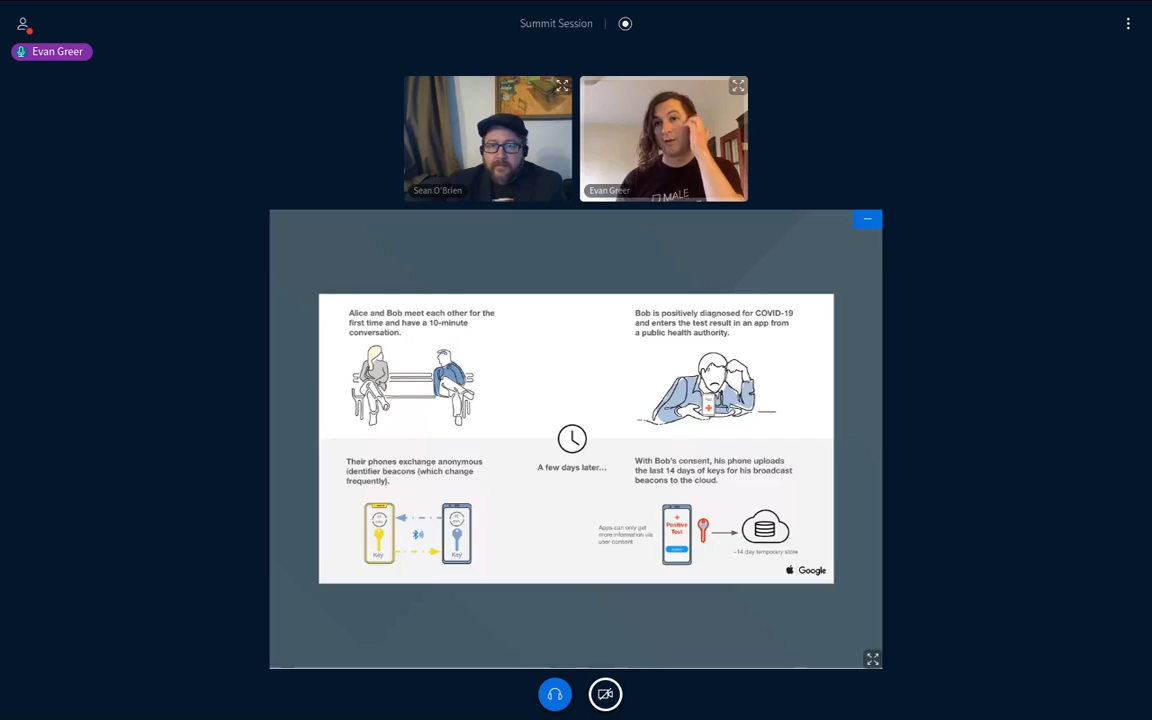 Summit Session
Evan Greer
Sean O'Brien
Evan Greer
MALE
Alice and Bob meet each other for the
first time and have a 10-minute
conversation.
Bob is positively diagnosed for COVID-19
and enters the test result in an app from
a public health authority.
Their phones exchange anonymous
identifier beacons (which change
frequently).
A few days later...
With Bob's consent, his phone uploads
the last 14 days of keys for his broadcast
beacons to the cloud.
Key
Key
Apps can only get
more information via
user consent
Positive
Test
~14 day temporary store
Google